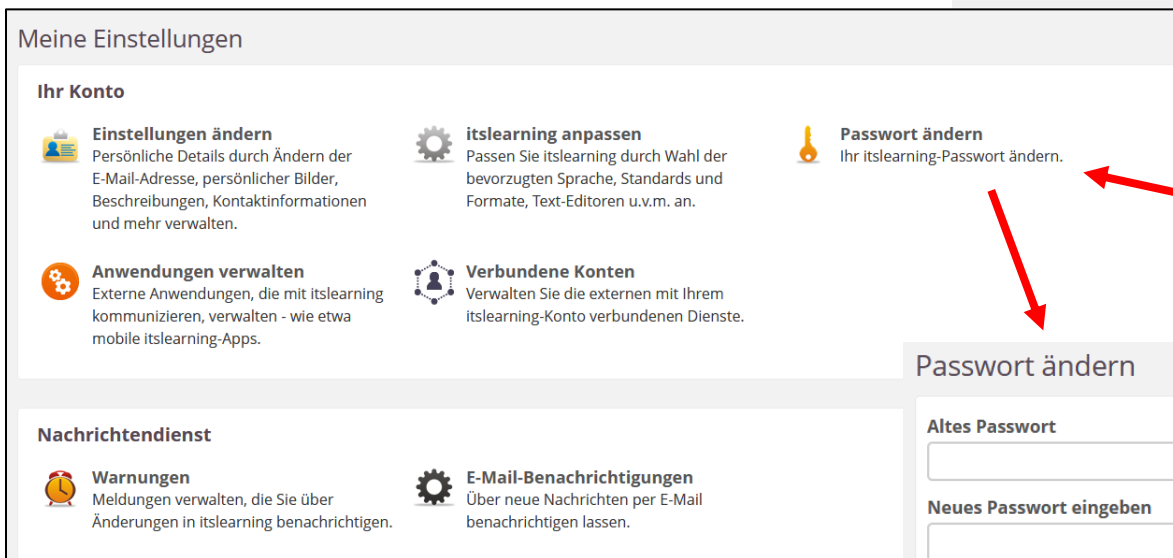 Meine Einstellungen
Ihr Konto
Einstellungen ändern
Persönliche Details durch Ändern der
E-Mail-Adresse, persönlicher Bilder,
Beschreibungen, Kontaktinformationen
und mehr verwalten.
itslearning anpassen
Passen Sie itslearning durch Wahl der
bevorzugten Sprache, Standards und
Formate, Text-Editoren u.v.m. an.
Passwort ändern
Ihr itslearning-Passwort ändern.
Anwendungen verwalten
Externe Anwendungen, die mit itslearning
kommunizieren, verwalten - wie etwa
mobile itslearning-Apps.
Verbundene Konten
Verwalten Sie die externen mit Ihrem
itslearning-Konto verbundenen Dienste.
Nachrichtendienst
Warnungen
Meldungen verwalten, die Sie über
Änderungen in itslearning benachrichtigen.
E-Mail-Benachrichtigungen
Über neue Nachrichten per E-Mail
benachrichtigen lassen.
Passwort ändern
Altes Passwort
Neues Passwort eingeben